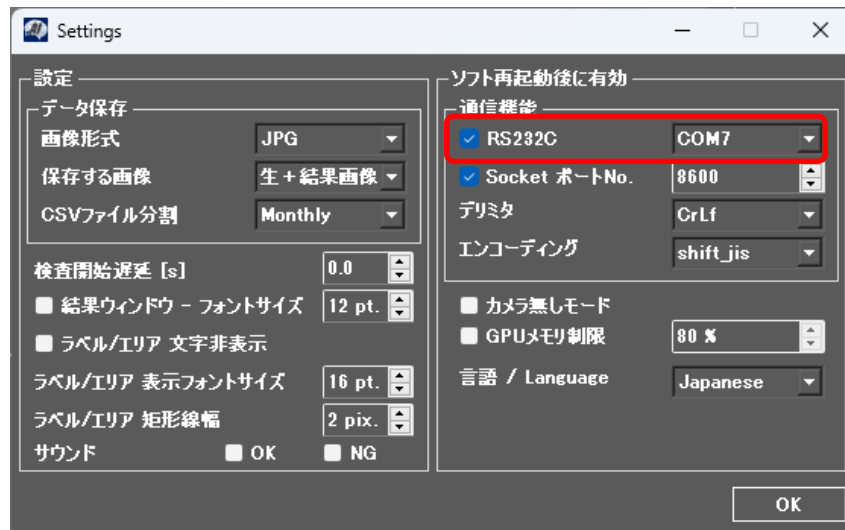 Settings
設定
データ保存
画像形式 JPG
保存する画像 生+結果画像
CSVファイル分割 Monthly
検査開始遅延 [s] 0.0
結果ウィンドウ - フォントサイズ 12 pt.
ラベル/エリア 文字非表示
ラベル/エリア 表示フォントサイズ 16 pt.
ラベル/エリア 矩形線幅 2 pix.
サウンド OK NG
ソフト再起動後に有効
通信機能
RS232C COM7
Socket ポートNo. 8600
デリミタ CrLf
エンコーディング shift_jis
カメラ無しモード
GPUメモリ制限 80 %
言語 / Language Japanese
OK